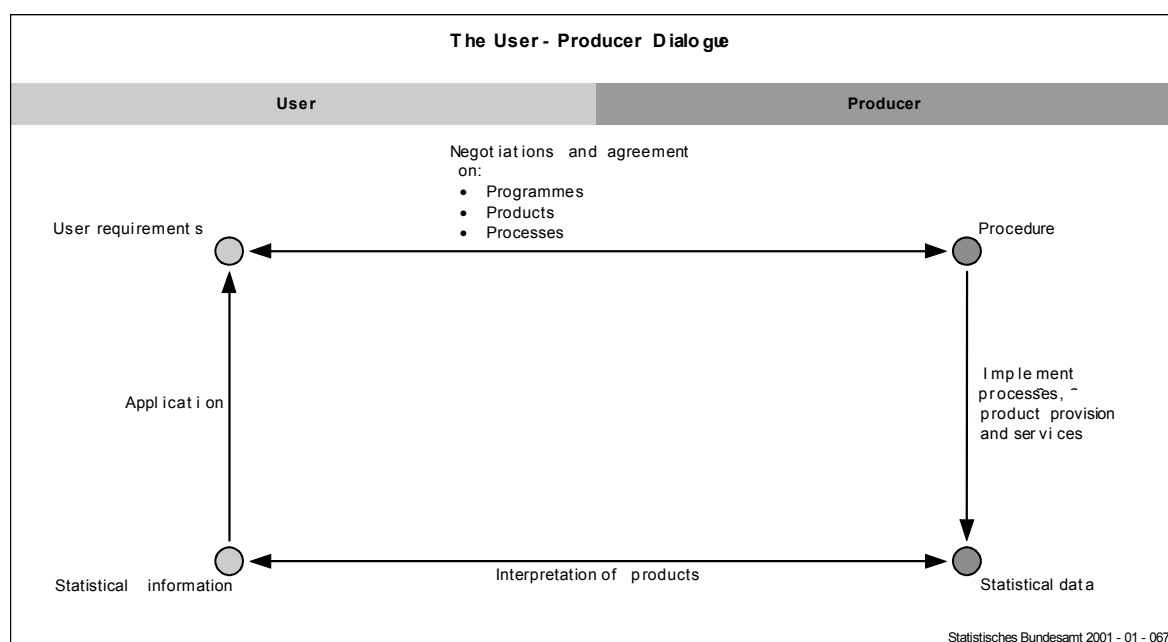 The User - Producer Dialogue
User
Producer
Negotiations and agreement
on:
• Programmes
• Products
• Processes
User requirements
Procedure
Application
Implement
processes,
product provision
and services
Statistical information
Interpretation of products
Statistical data
Statistisches Bundesamt 2001 - 01 - 067